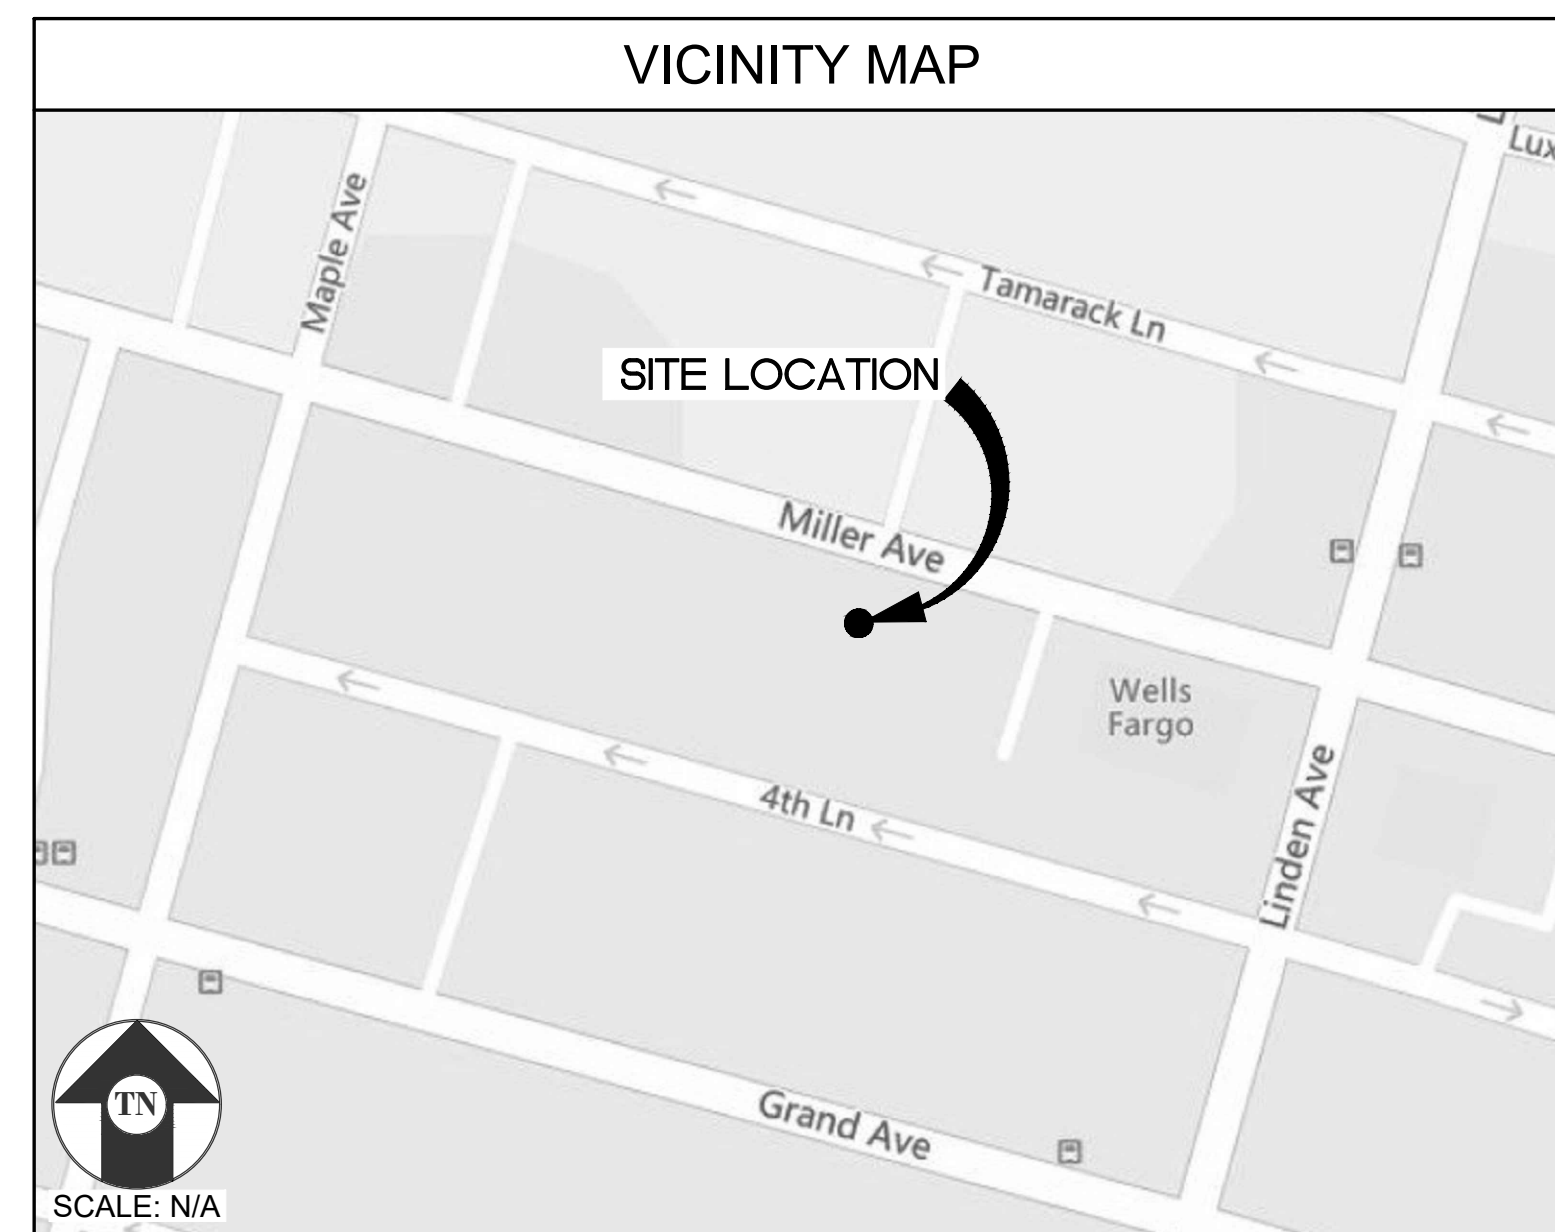 VICINITY MAP
Lux
Maple Ave
Tamarack Ln
SITE LOCATION
Miller Ave
Wells
Fargo
4th Ln
Linden Ave
Grand Ave
TN
SCALE: N/A